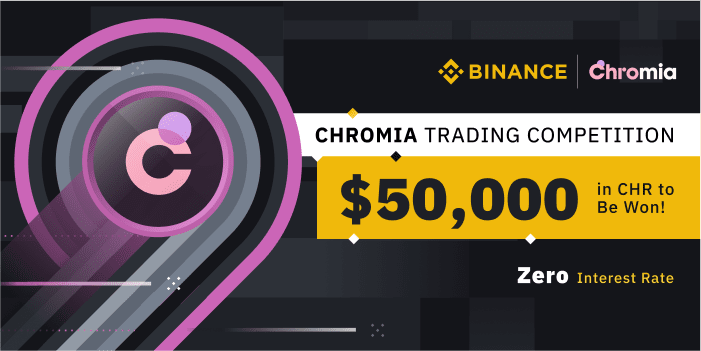 BINANCE Chromia
CHROMIA TRADING COMPETITION
$50,000 in CHR to
Be Won!
Zero Interest Rate